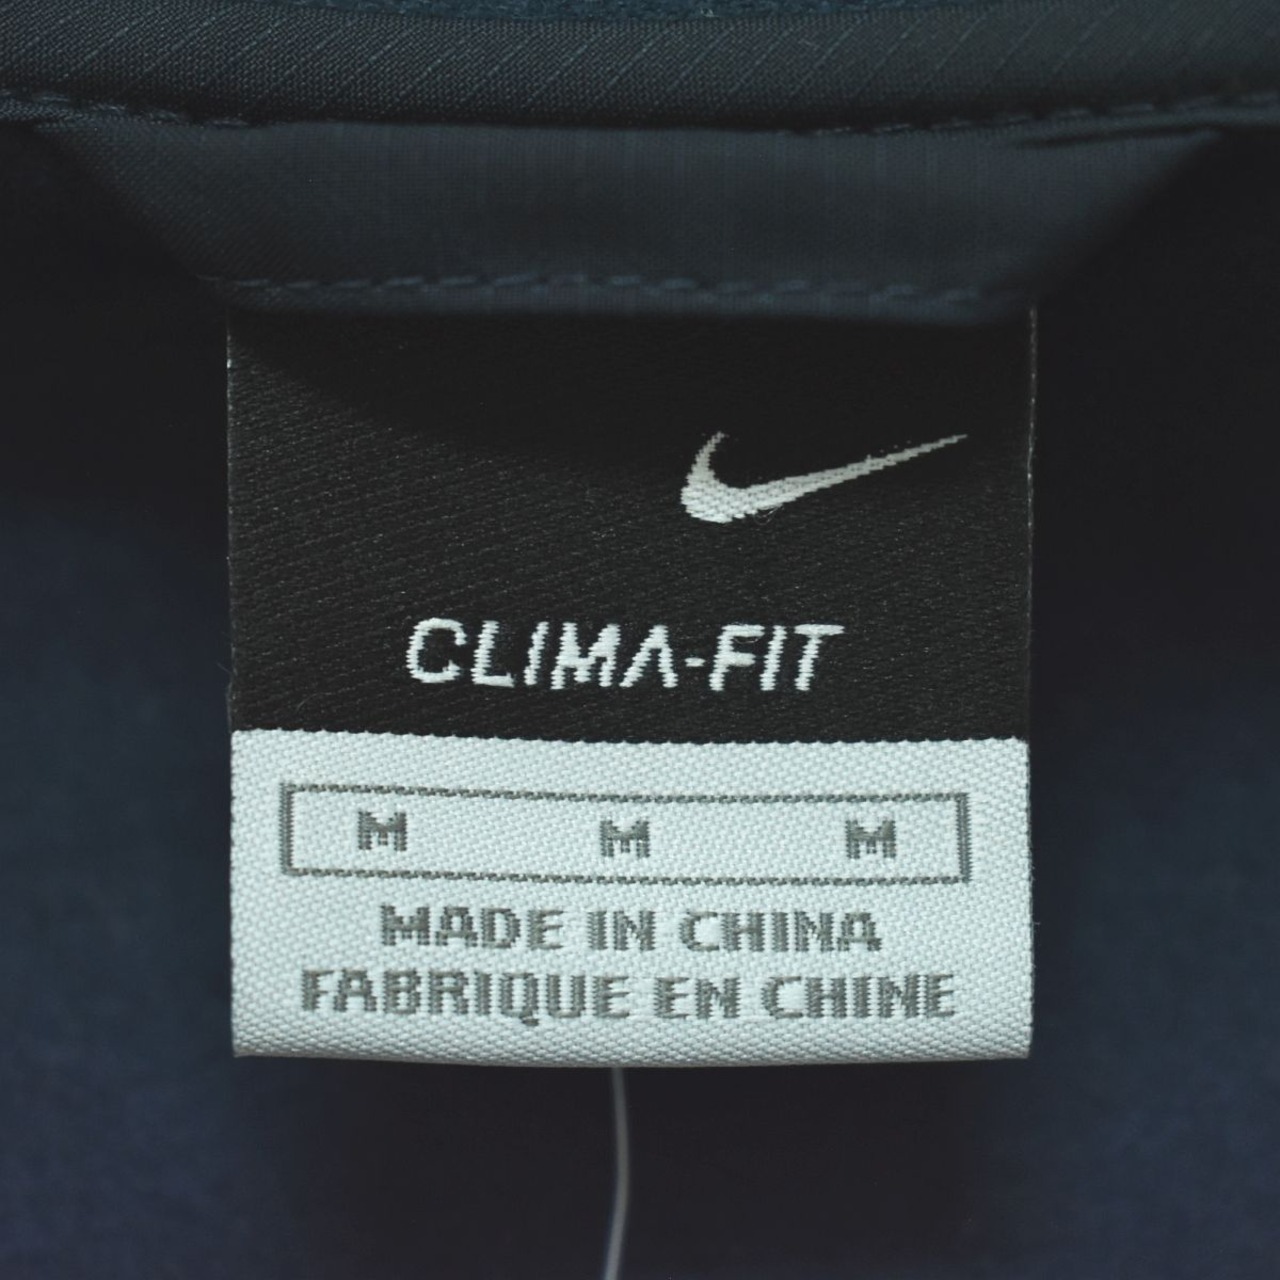 CLIMA-FIT
M M M
MADE IN CHINA
FABRIQUE EN CHINE